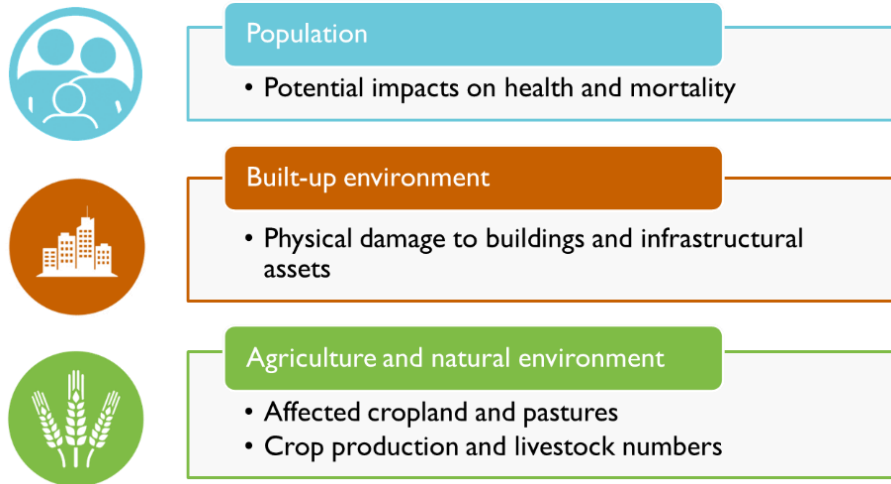 Population
• Potential impacts on health and mortality
Built-up environment
• Physical damage to buildings and infrastructural
assets
Agriculture and natural environment
• Affected cropland and pastures
• Crop production and livestock numbers